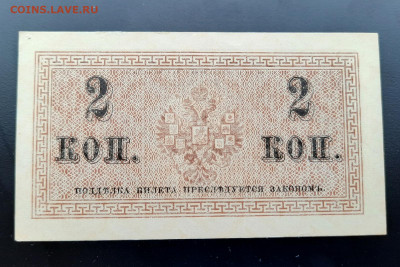 COINS.LAVE.RU
2 2
КОП. КОП.
ПОДДѢЛКА БИЛЕТА ПРЕСЛѢДУЕТСЯ ЗАКОНОМЪ.